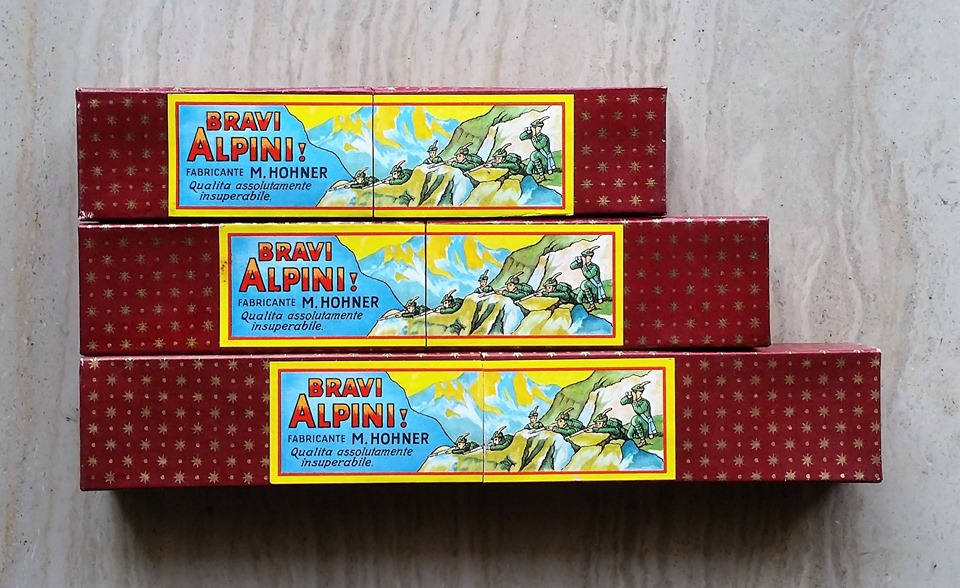 BRAVI
ALPINI!
FABRICANTE M. HOHNER
Qualita assolutamente
insuperabile.
BRAVI
ALPINI!
FABRICANTE M. HOHNER
Qualita assolutamente
insuperabile.
BRAVI
ALPINI!
FABRICANTE M. HOHNER
Qualita assolutamente
insuperabile.